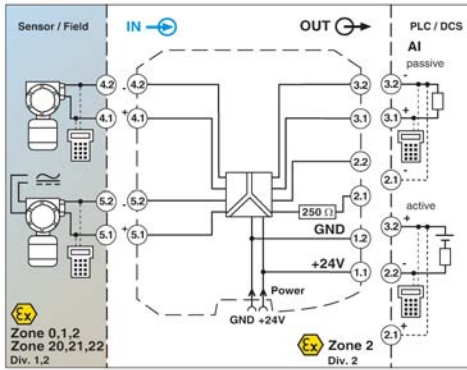 Sensor / Field
IN
OUT
PLC / DCS
AI
passive
4.2
-
4.2
3.2
3.2
-
4.1
+
4.1
3.1
3.1
+
2.2
5.2
-
5.2
2.1
2.1
-
250 Ω
active
GND
1.2
3.2
+
5.1
+
5.1
+24V
1.1
2.2
-
Power
GND +24V
2.1
+
Ex
Zone 0,1,2
Zone 20,21,22
Div. 1,2
Ex
Zone 2
Div. 2